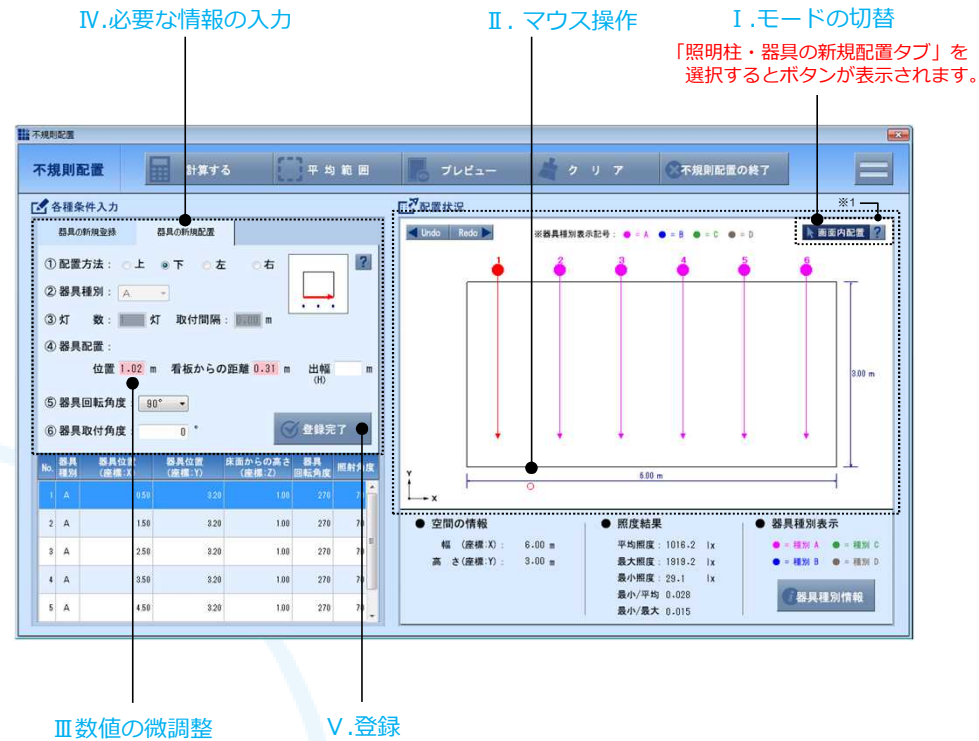 Ⅳ.必要な情報の入力
Ⅱ. マウス操作
Ⅰ.モードの切替
「照明柱・器具の新規配置タブ」を
選択するとボタンが表示されます。
不規則配置
不規則配置
計算する
平均範囲
プレビュー
クリア
不規則配置の終了
各種条件入力
配置状況
※1
器具の新規登録
器具の新規配置
Undo Redo
※器具種別表示記号： ● = A ● = B ● = C ● = D
画面内配置 ?
①配置方法： 上 下 左 右 ?
②器具種別： A
③灯 数： 1 灯 取付間隔： 0.00 m
④器具配置：
位置 1.02 m 看板からの距離 0.31 m 出幅 m
(H)
⑤器具回転角度： 90°
⑥器具取付角度： 0 °
登録完了
1 2 3 4 5 6
3.00 m
6.00 m
Y
X
No. 器具種別 器具位置(座標:X) 器具位置(座標:Y) 床面からの高さ(座標:Z) 器具回転角度 照射角度
1 A 0.50 3.20 1.00 270 70
2 A 1.50 3.20 1.00 270 70
3 A 2.50 3.20 1.00 270 70
4 A 3.50 3.20 1.00 270 70
5 A 4.50 3.20 1.00 270 70
● 空間の情報
幅 (座標:X)： 6.00 m
高 さ(座標:Y)： 3.00 m
● 照度結果
平均照度：1016.2 lx
最大照度：1919.2 lx
最小照度：29.1 lx
最小/平均 0.028
最小/最大 0.015
● 器具種別表示
● = 種別 A ● = 種別 C
● = 種別 B ● = 種別 D
器具種別情報
Ⅲ数値の微調整
Ⅴ.登録